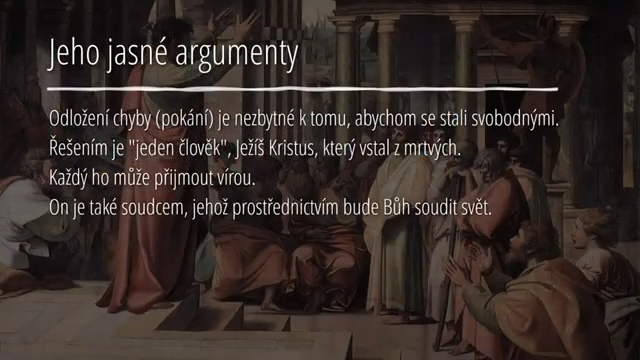 Jeho jasné argumenty
Odložení chyby (pokání) je nezbytné k tomu, abychom se stali svobodnými.
Řešením je "jeden člověk", Ježíš Kristus, který vstal z mrtvých.
Každý ho může přijmout vírou.
On je také soudcem, jehož prostřednictvím bude Bůh soudit svět.